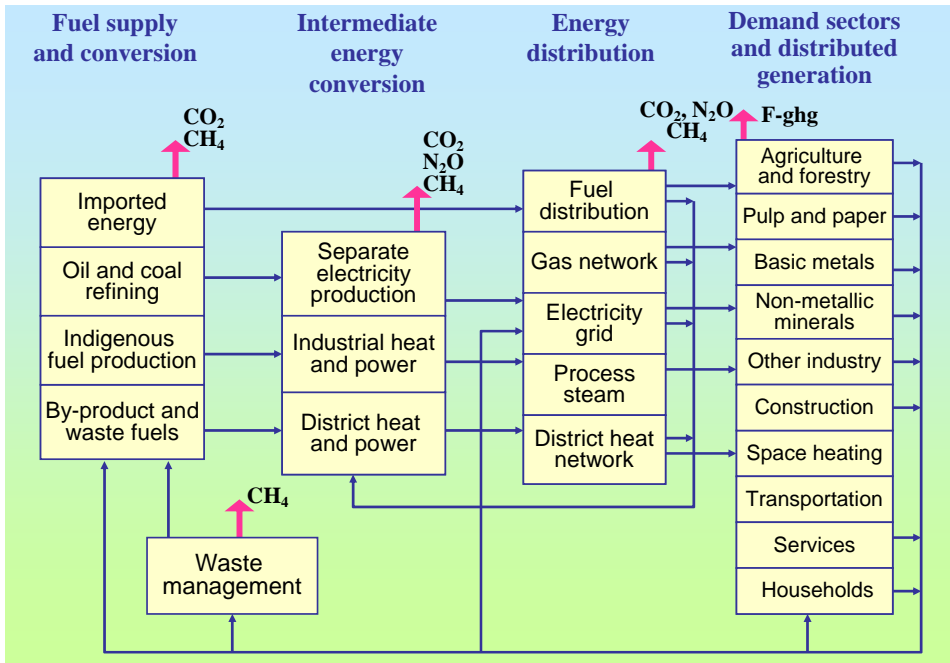 Fuel supply
and conversion
Intermediate
energy
conversion
Energy
distribution
Demand sectors
and distributed
generation
CO₂
CH₄
CO₂
N₂O
CH₄
CO₂, N₂O
CH₄
F-ghg
Imported
energy
Oil and coal
refining
Indigenous
fuel production
By-product and
waste fuels
Separate
electricity
production
Industrial heat
and power
District heat
and power
Fuel
distribution
Gas network
Electricity
grid
Process
steam
District heat
network
Agriculture
and forestry
Pulp and paper
Basic metals
Non-metallic
minerals
Other industry
Construction
Space heating
Transportation
Services
Households
CH₄
Waste
management